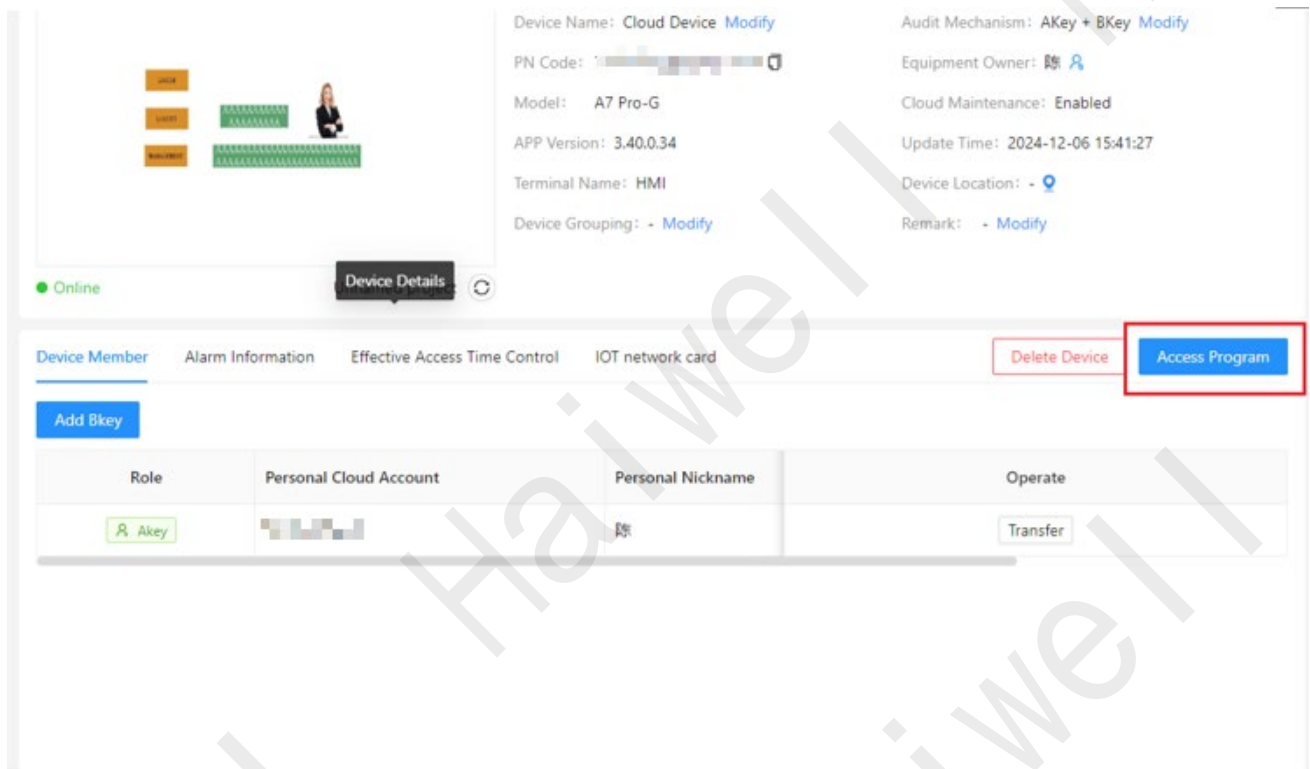 Device Name: Cloud Device Modify
Audit Mechanism: AKey + BKey Modify
PN Code:
Equipment Owner:
Model: A7 Pro-G
Cloud Maintenance: Enabled
APP Version: 3.40.0.34
Update Time: 2024-12-06 15:41:27
Terminal Name: HMI
Device Location: -
Device Grouping: - Modify
Remark: - Modify
Online
Device Details
Device Member
Alarm Information
Effective Access Time Control
IOT network card
Delete Device
Access Program
Add Bkey
Role
Personal Cloud Account
Personal Nickname
Operate
Akey
Transfer
Haiwell